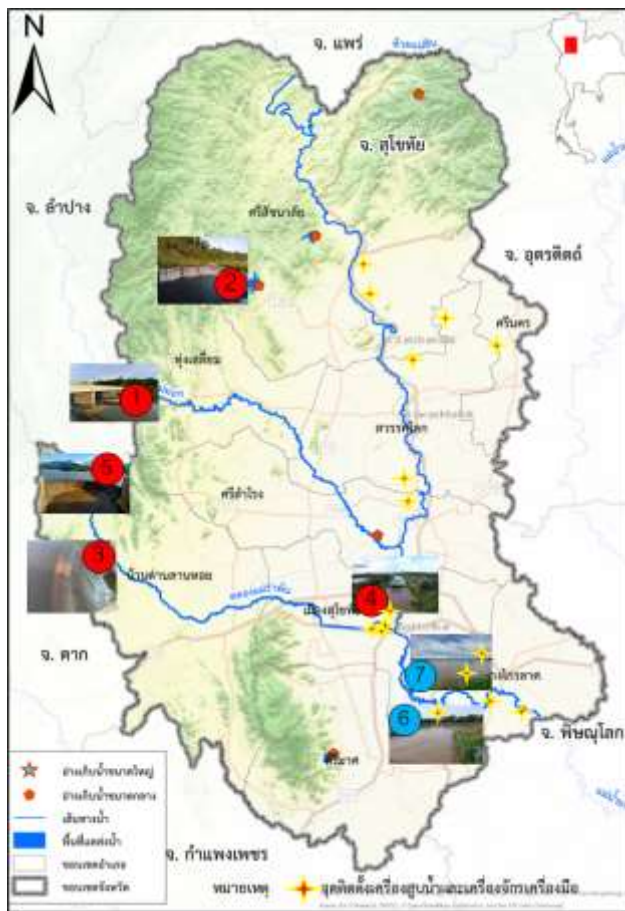 N
จ. แพร่
จ. สุโขทัย
จ. ลำปาง
ศรีสัชนาลัย
จ. อุตรดิตถ์
2
ศรีนคร
ทุ่งเสลี่ยม
1
สวรรคโลก
5
ศรีสำโรง
3
บ้านด่านลานหอย
4
เมืองสุโขทัย
จ. ตาก
7
กงไกรลาศ
6
จ. พิษณุโลก
คีรีมาศ
อ่างเก็บน้ำขนาดใหญ่
อ่างเก็บน้ำขนาดกลาง
เส้นทางน้ำ
พื้นที่แหล่งน้ำ
ขอบเขตอำเภอ
ขอบเขตจังหวัด
จ. กำแพงเพชร
หมายเหตุ
จุดติดตั้งเครื่องสูบน้ำและเครื่องจักรเครื่องมือ